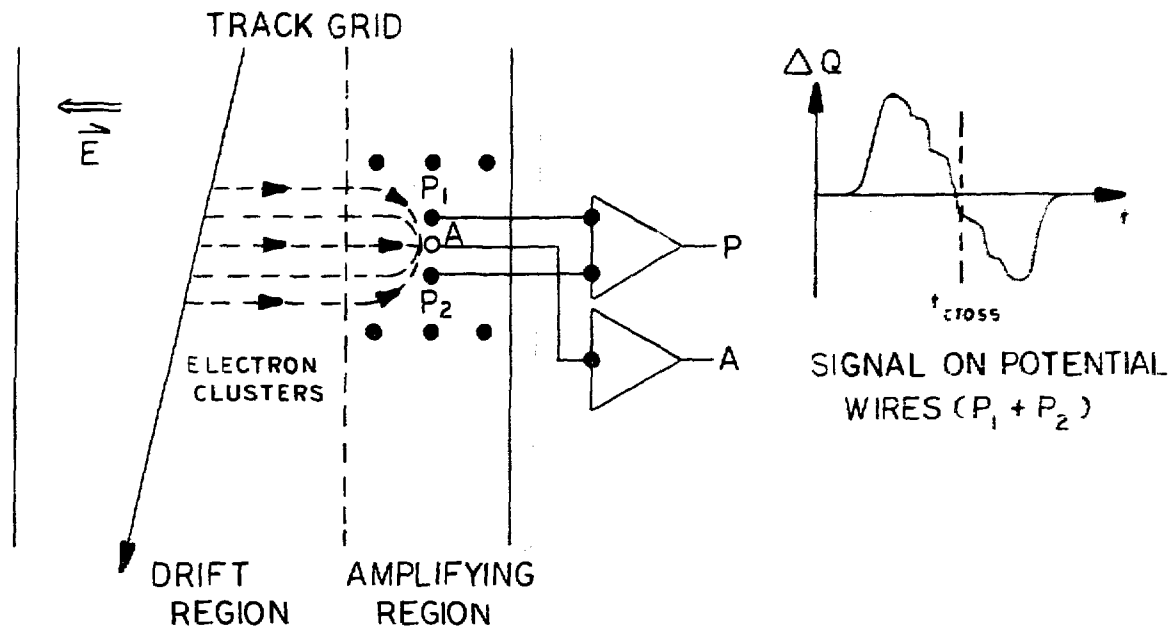 TRACK GRID
E
P₁
A
P₂
ELECTRON
CLUSTERS
DRIFT
REGION
AMPLIFYING
REGION
P
A
ΔQ
t
tcross
SIGNAL ON POTENTIAL
WIRES (P₁ + P₂)